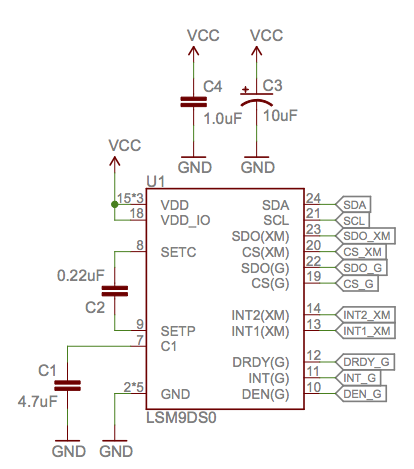 VCC VCC
C4 C3
+
1.0uF 10uF
GND GND
VCC
U1
15*3 VDD SDA 24 SDA
18 VDD_IO SCL 21 SCL
SDO(XM) 23 SDO_XM
8 SETC CS(XM) 20 CS_XM
SDO(G) 22 SDO_G
0.22uF CS(G) 19 CS_G
C2
INT2(XM) 14 INT2_XM
9 SETP INT1(XM) 13 INT1_XM
7 C1
C1 DRDY(G) 12 DRDY_G
INT(G) 11 INT_G
4.7uF 2*5 GND DEN(G) 10 DEN_G
LSM9DS0
GND GND